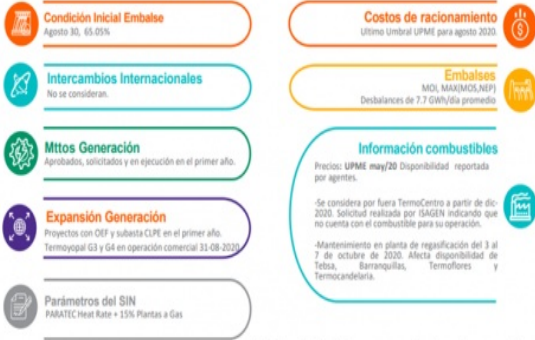 Condición Inicial Embalse
Agosto 30, 65.05%
Intercambios Internacionales
No se consideran.
Mttos Generación
Aprobados, solicitados y en ejecución en el primer año.
Expansión Generación
Proyectos con OEF y subasta CLPE en el primer año.
Termoyopal G3 y G4 en operación comercial 31-08-2020
Parámetros del SIN
PARATEC Heat Rate + 15% Plantas a Gas
Costos de racionamiento
Ultimo Umbral UPME para agosto 2020.
Embalses
MOI, MAX(MOS,NEP)
Desbalances de 7.7 GWh/día promedio
Información combustibles
Precios: UPME may/20 Disponibilidad reportada
por agentes.
-Se considera por fuera TermoCentro a partir de dic-
2020. Solicitud realizada por ISAGEN indicando que
no cuenta con el combustible para su operación.
-Mantenimiento en planta de regasificación del 3 al
7 de octubre de 2020. Afecta disponibilidad de
Tebsa, Barranquillas, Termoflores y
Termocandelaria.